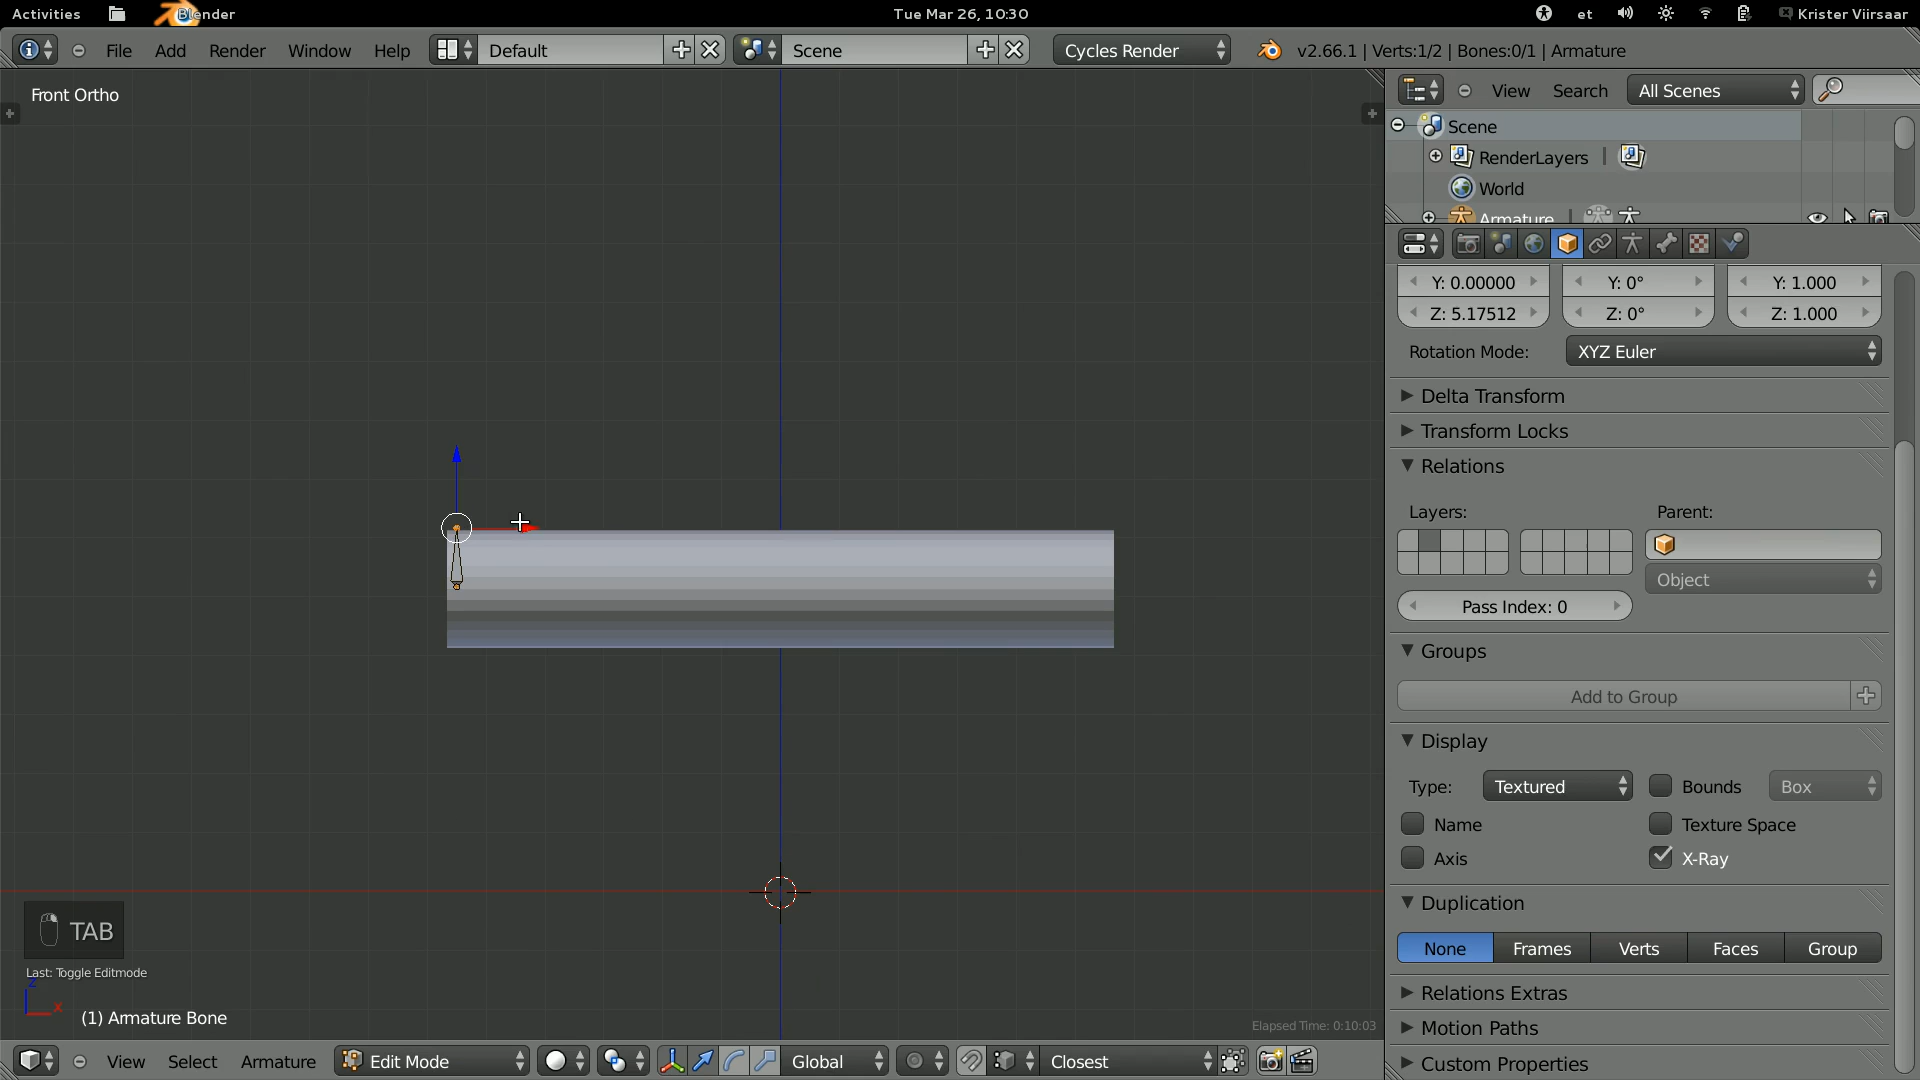 Activities Blender Tue Mar 26, 10:30 et Krister Viirsaar
File Add Render Window Help Default Scene Cycles Render v2.66.1 | Verts:1/2 | Bones:0/1 | Armature
Front Ortho
View Search All Scenes
Scene
RenderLayers
World
Armature
Y: 0.00000 Y: 0° Y: 1.000
Z: 5.17512 Z: 0° Z: 1.000
Rotation Mode: XYZ Euler
Delta Transform
Transform Locks
Relations
Layers: Parent:
Object
Pass Index: 0
Groups
Add to Group
Display
Type: Textured Bounds Box
Name Texture Space
Axis X-Ray
Duplication
None Frames Verts Faces Group
Relations Extras
Motion Paths
Custom Properties
TAB
Last: Toggle Editmode
z
x
(1) Armature Bone
Elapsed Time: 0:10:03
View Select Armature Edit Mode Global Closest